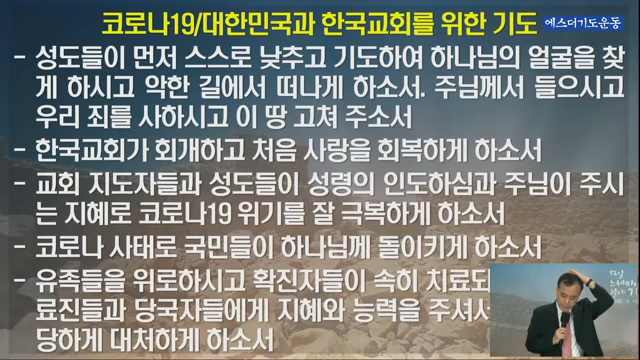 코로나19/대한민국과 한국교회를 위한 기도
에스더기도운동
- 성도들이 먼저 스스로 낮추고 기도하여 하나님의 얼굴을 찾
게 하시고 악한 길에서 떠나게 하소서. 주님께서 들으시고
우리 죄를 사하시고 이 땅 고쳐 주소서
- 한국교회가 회개하고 처음 사랑을 회복하게 하소서
- 교회 지도자들과 성도들이 성령의 인도하심과 주님이 주시
는 지혜로 코로나19 위기를 잘 극복하게 하소서
- 코로나 사태로 국민들이 하나님께 돌이키게 하소서
- 유족들을 위로하시고 확진자들이 속히 치료되
료진들과 당국자들에게 지혜와 능력을 주셔서
당하게 대처하게 하소서